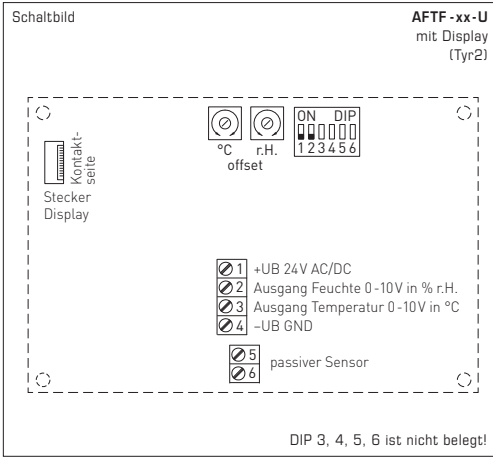 Schaltbild
AFTF - xx - U
mit Display
(Tyr2)
ON DIP
1 2 3 4 5 6
°C r.H.
offset
Kontakt-
seite
Stecker
Display
1 +UB 24V AC/DC
2 Ausgang Feuchte 0 -10V in % r.H.
3 Ausgang Temperatur 0 -10V in °C
4 –UB GND
5
passiver Sensor
6
DIP 3, 4, 5, 6 ist nicht belegt!